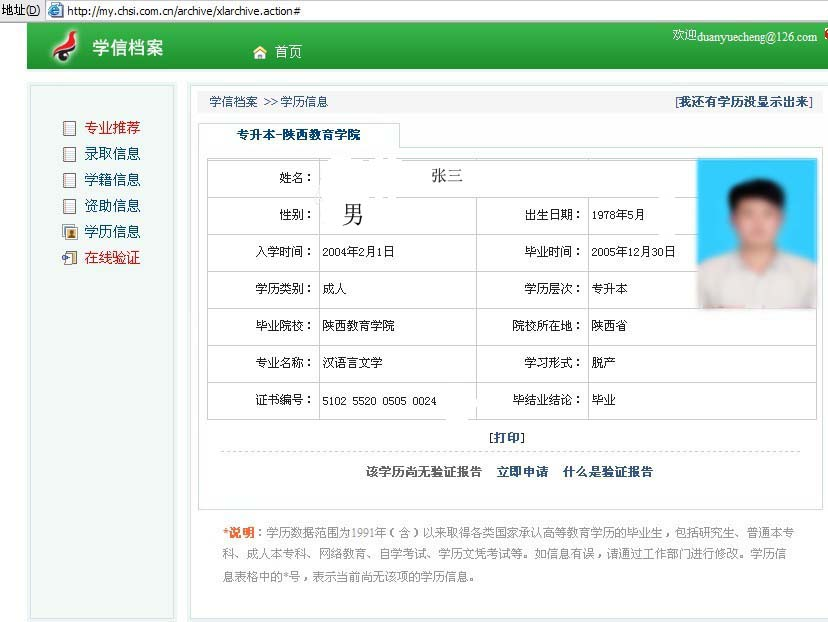 地址(D) http://my.chsi.com.cn/archive/xlarchive.action#
学信档案 首页 欢迎duanyuecheng@126.com
学信档案 >> 学历信息 [我还有学历没显示出来]
专业推荐
录取信息
学籍信息
资助信息
学历信息
在线验证
专升本-陕西教育学院
姓名： 张三
性别： 男 出生日期： 1978年5月
入学时间： 2004年2月1日 毕业时间： 2005年12月30日
学历类别： 成人 学历层次： 专升本
毕业院校： 陕西教育学院 院校所在地： 陕西省
专业名称： 汉语言文学 学习形式： 脱产
证书编号： 5102 5520 0505 0024 毕结业结论： 毕业
[打印]
该学历尚无验证报告 立即申请 什么是验证报告
*说明：学历数据范围为1991年（含）以来取得各类国家承认高等教育学历的毕业生，包括研究生、普通本专
科、成人本专科、网络教育、自学考试、学历文凭考试等。如信息有误，请通过工作部门进行修改。学历信
息表格中的*号，表示当前尚无该项的学历信息。